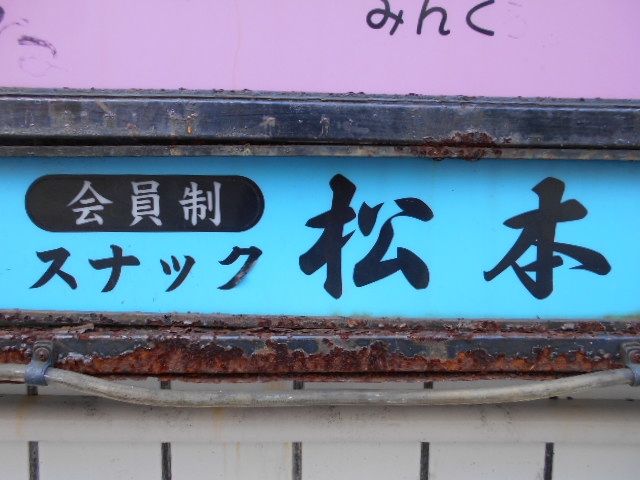 みんく
会員制
スナック 松本